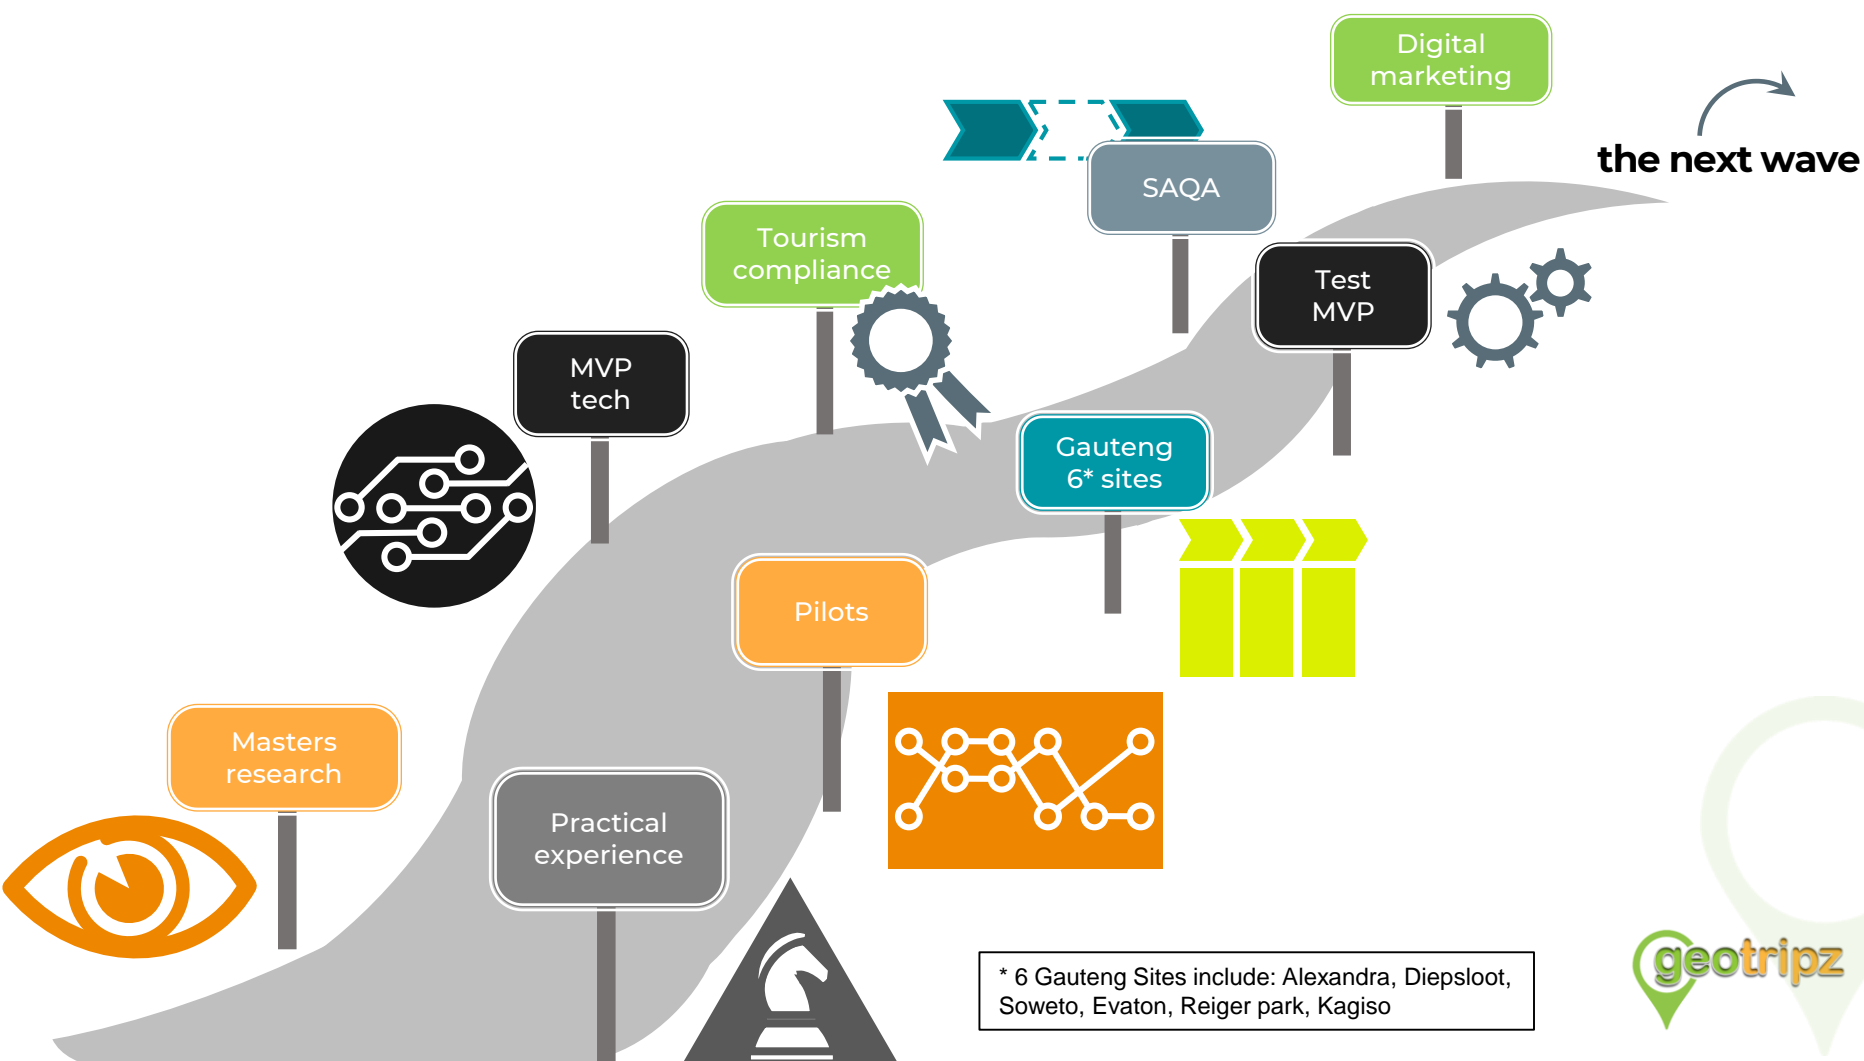 Digital
marketing
the next wave
SAQA
Tourism
compliance
Test
MVP
MVP
tech
Gauteng
6* sites
Pilots
Masters
research
Practical
experience
* 6 Gauteng Sites include: Alexandra, Diepsloot,
Soweto, Evaton, Reiger park, Kagiso
geotripz